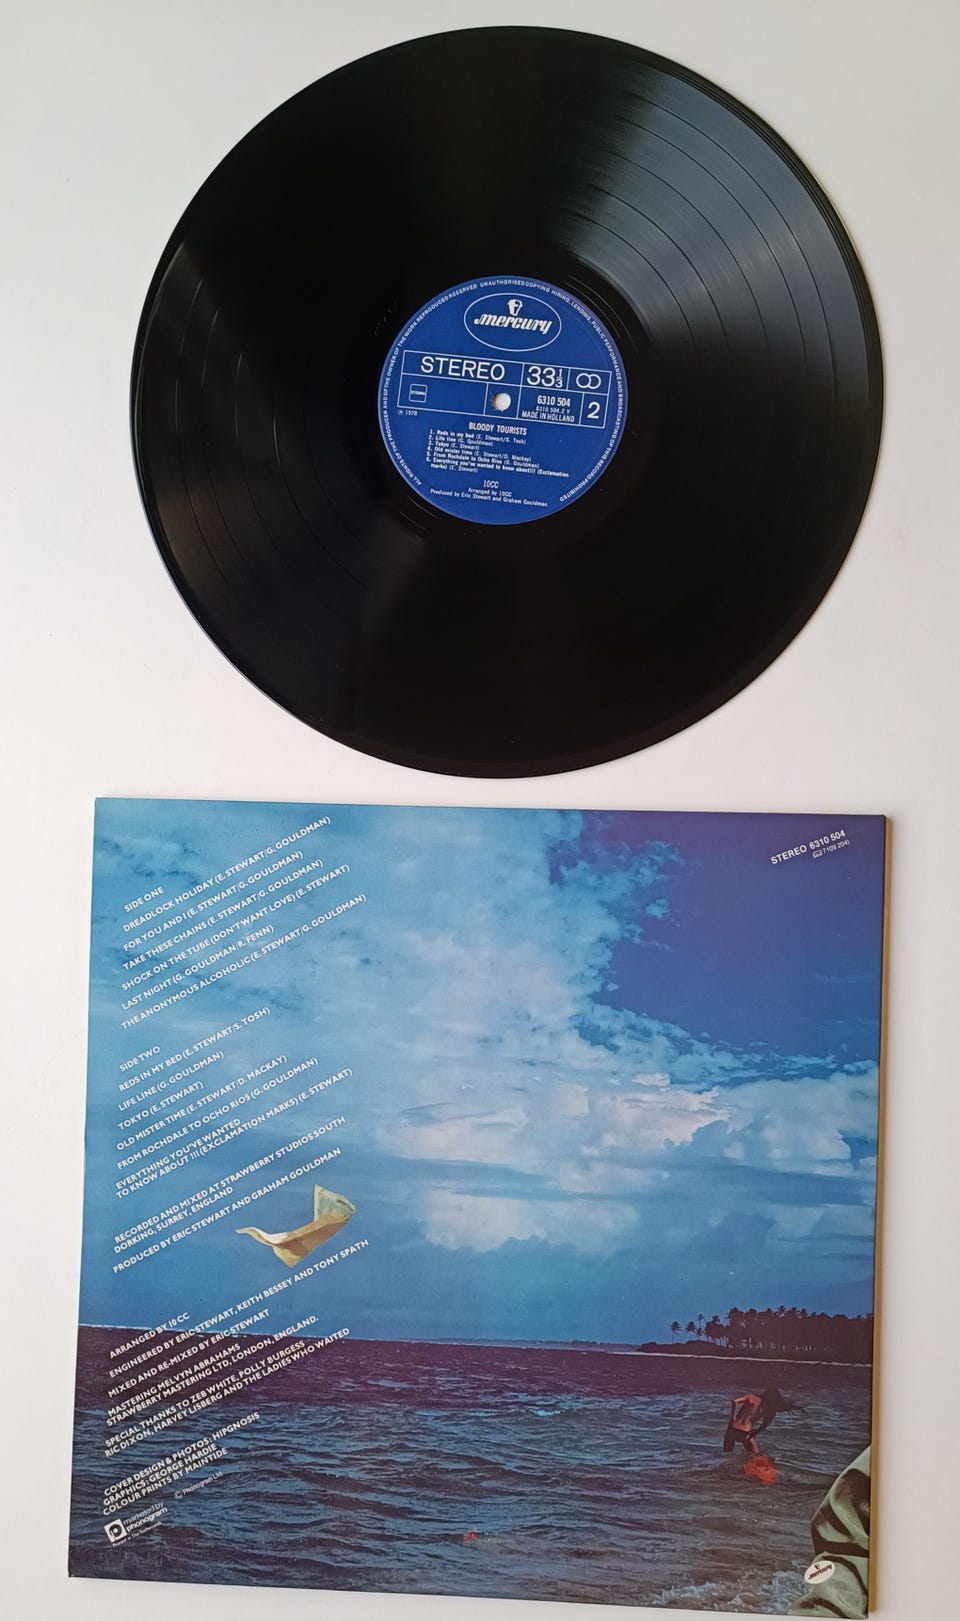 ALL RIGHTS OF THE PRODUCER AND OF THE OWNER OF THE WORK REPRODUCED RESERVED UNAUTHORISED COPYING HIRING, LENDING, PUBLIC PERFORMANCE AND BROADCASTING OF THIS RECORD PROHIBITED
mercury
STEREO 33⅓
STEMRA
6310 504
6310 504.2 Y
MADE IN HOLLAND
2
℗ 1978
BLOODY TOURISTS
1. Reds in my bed (E. Stewart/S. Tosh)
2. Life line (G. Gouldman)
3. Tokyo (E. Stewart)
4. Old mister time (E. Stewart/D. Mackay)
5. From Rochdale to Ocho Rios (G. Gouldman)
6. Everything you've wanted to know about!!! (Exclamation
marks) (E. Stewart)
10CC
Arranged by 10CC
Produced by Eric Stewart and Graham Gouldman
STEREO 6310 504
7109 204)
SIDE ONE
DREADLOCK HOLIDAY (E. STEWART/G. GOULDMAN)
FOR YOU AND I (E. STEWART/G. GOULDMAN)
TAKE THESE CHAINS (E. STEWART/G. GOULDMAN)
SHOCK ON THE TUBE (DON'T WANT LOVE) (E. STEWART)
LAST NIGHT (G. GOULDMAN/R. FENN)
THE ANONYMOUS ALCOHOLIC (E. STEWART/G. GOULDMAN)
SIDE TWO
REDS IN MY BED (E. STEWART/S. TOSH)
LIFE LINE (G. GOULDMAN)
TOKYO (E. STEWART)
OLD MISTER TIME (E. STEWART/D. MACKAY)
FROM ROCHDALE TO OCHO RIOS (G. GOULDMAN)
EVERYTHING YOU'VE WANTED
TO KNOW ABOUT !!! (EXCLAMATION MARKS) (E. STEWART)
RECORDED AND MIXED AT STRAWBERRY STUDIOS SOUTH
DORKING, SURREY, ENGLAND
PRODUCED BY ERIC STEWART AND GRAHAM GOULDMAN
ARRANGED BY 10 CC
ENGINEERED BY ERIC STEWART, KEITH BESSEY AND TONY SPATH
MIXED AND RE-MIXED BY ERIC STEWART
MASTERING MELVYN ABRAHAMS
STRAWBERRY MASTERING LTD, LONDON, ENGLAND.
SPECIAL THANKS TO ZEB WHITE, POLLY BURGESS
RIC DIXON, HARVEY LISBERG AND THE LADIES WHO WAITED
COVER DESIGN & PHOTOS: HIPGNOSIS
GRAPHICS: GEORGE HARDIE
COLOUR PRINTS BY MAINTIDE
marketed by
phonogram
© Phonogram Ltd.
Printed in The Netherlands
mercury